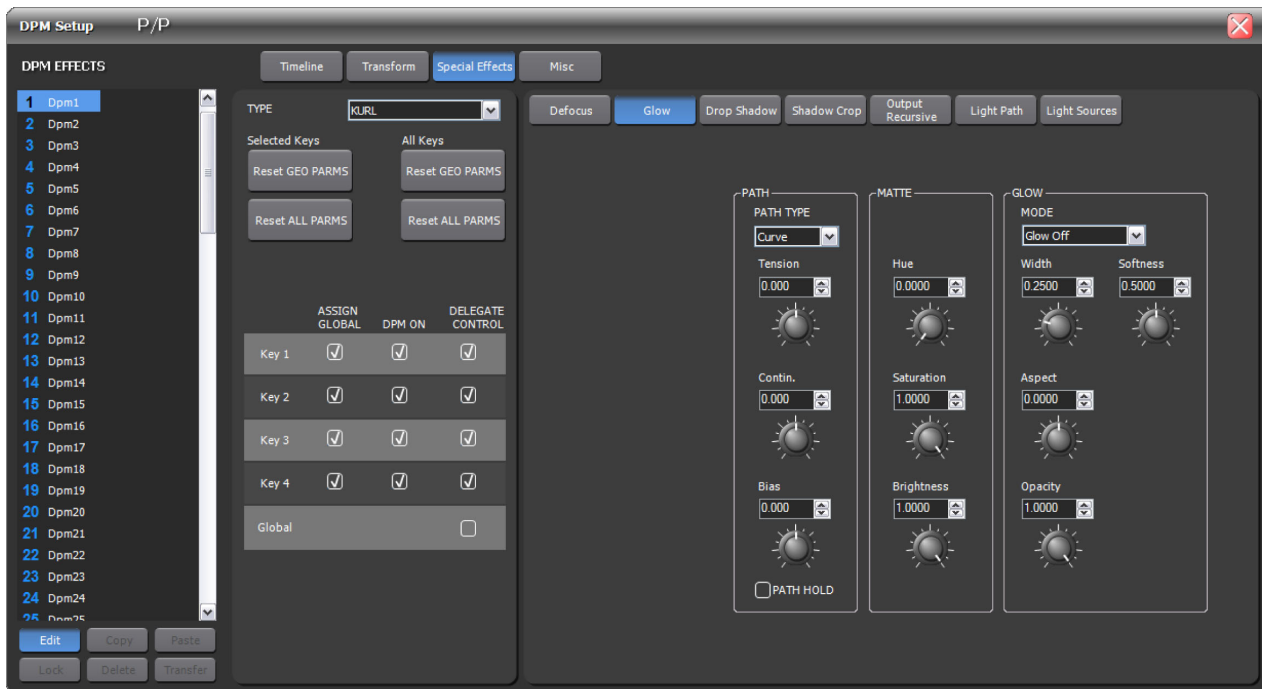 DPM Setup P/P
DPM EFFECTS
Timeline Transform Special Effects Misc
1 Dpm1
2 Dpm2
3 Dpm3
4 Dpm4
5 Dpm5
6 Dpm6
7 Dpm7
8 Dpm8
9 Dpm9
10 Dpm10
11 Dpm11
12 Dpm12
13 Dpm13
14 Dpm14
15 Dpm15
16 Dpm16
17 Dpm17
18 Dpm18
19 Dpm19
20 Dpm20
21 Dpm21
22 Dpm22
23 Dpm23
24 Dpm24
25 Dpm25
Edit Copy Paste
Lock Delete Transfer
TYPE KURL
Selected Keys All Keys
Reset GEO PARMS Reset GEO PARMS
Reset ALL PARMS Reset ALL PARMS
ASSIGN GLOBAL DPM ON DELEGATE CONTROL
Key 1
Key 2
Key 3
Key 4
Global
Defocus Glow Drop Shadow Shadow Crop Output Recursive Light Path Light Sources
PATH
PATH TYPE
Curve
Tension
0.000
Contin.
0.000
Bias
0.000
PATH HOLD
MATTE
Hue
0.0000
Saturation
1.0000
Brightness
1.0000
GLOW
MODE
Glow Off
Width Softness
0.2500 0.5000
Aspect
0.0000
Opacity
1.0000